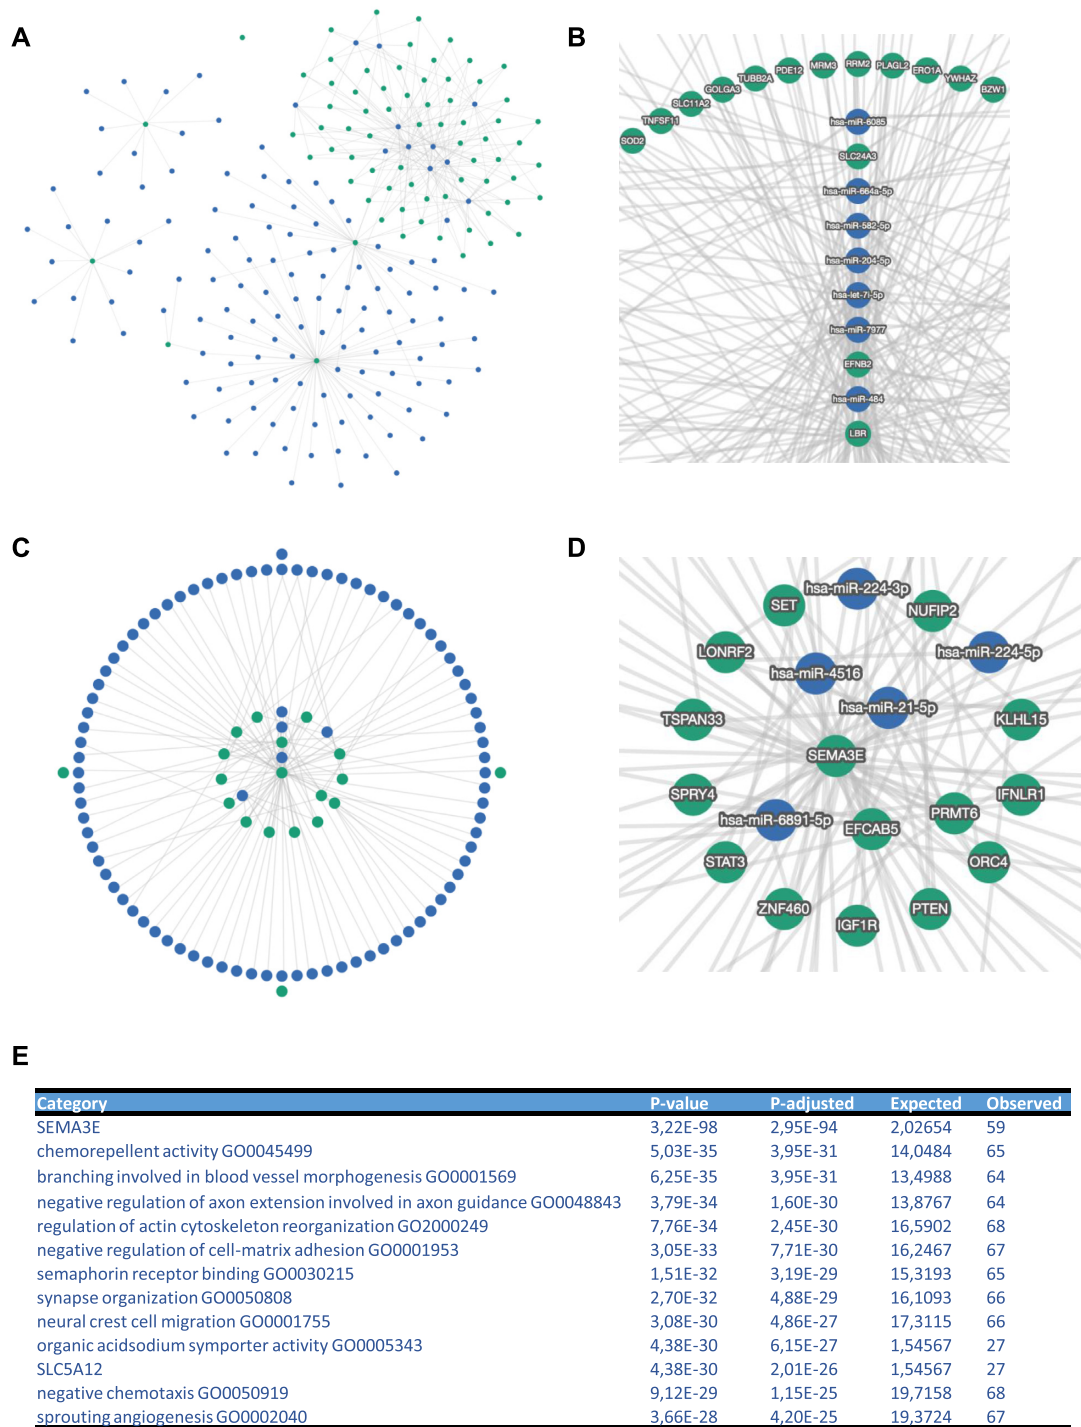 A
B
MRM3 RRM2 PLAGL2
PDE12 ERO1A
TUBB2A YWHAZ
GOLGA3 BZW1
SLC11A2
TNFSF11
SOD2
hsa-miR-6085
SLC24A3
hsa-miR-664a-5p
hsa-miR-582-5p
hsa-miR-204-5p
hsa-let-7i-5p
hsa-miR-7977
EFNB2
hsa-miR-484
LBR
C
D
hsa-miR-224-3p
SET NUFIP2
LONRF2 hsa-miR-224-5p
hsa-miR-4516
hsa-miR-21-5p
TSPAN33 KLHL15
SEMA3E
SPRY4 IFNLR1
PRMT6
hsa-miR-6891-5p EFCAB5
STAT3 ORC4
ZNF460 PTEN
IGF1R
E
Category P-value P-adjusted Expected Observed
SEMA3E 3,22E-98 2,95E-94 2,02654 59
chemorepellent activity GO0045499 5,03E-35 3,95E-31 14,0484 65
branching involved in blood vessel morphogenesis GO0001569 6,25E-35 3,95E-31 13,4988 64
negative regulation of axon extension involved in axon guidance GO0048843 3,79E-34 1,60E-30 13,8767 64
regulation of actin cytoskeleton reorganization GO2000249 7,76E-34 2,45E-30 16,5902 68
negative regulation of cell-matrix adhesion GO0001953 3,05E-33 7,71E-30 16,2467 67
semaphorin receptor binding GO0030215 1,51E-32 3,19E-29 15,3193 65
synapse organization GO0050808 2,70E-32 4,88E-29 16,1093 66
neural crest cell migration GO0001755 3,08E-30 4,86E-27 17,3115 66
organic acidsodium symporter activity GO0005343 4,38E-30 6,15E-27 1,54567 27
SLC5A12 4,38E-30 2,01E-26 1,54567 27
negative chemotaxis GO0050919 9,12E-29 1,15E-25 19,7158 68
sprouting angiogenesis GO0002040 3,66E-28 4,20E-25 19,3724 67